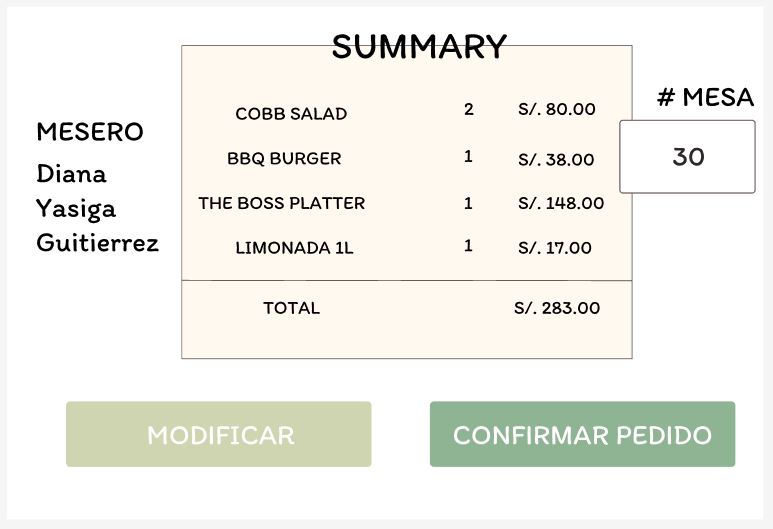 SUMMARY
# MESA
30
MESERO
Diana
Yasiga
Guitierrez
COBB SALAD 2 S/. 80.00
BBQ BURGER 1 S/. 38.00
THE BOSS PLATTER 1 S/. 148.00
LIMONADA 1L 1 S/. 17.00
TOTAL S/. 283.00
MODIFICAR
CONFIRMAR PEDIDO